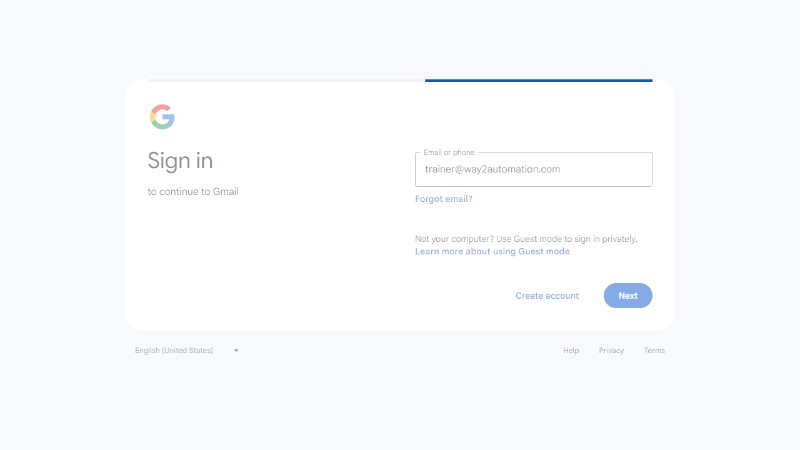 Sign in
to continue to Gmail
Email or phone
trainer@way2automation.com
Forgot email?
Not your computer? Use Guest mode to sign in privately.
Learn more about using Guest mode
Create account
Next
English (United States)
Help
Privacy
Terms